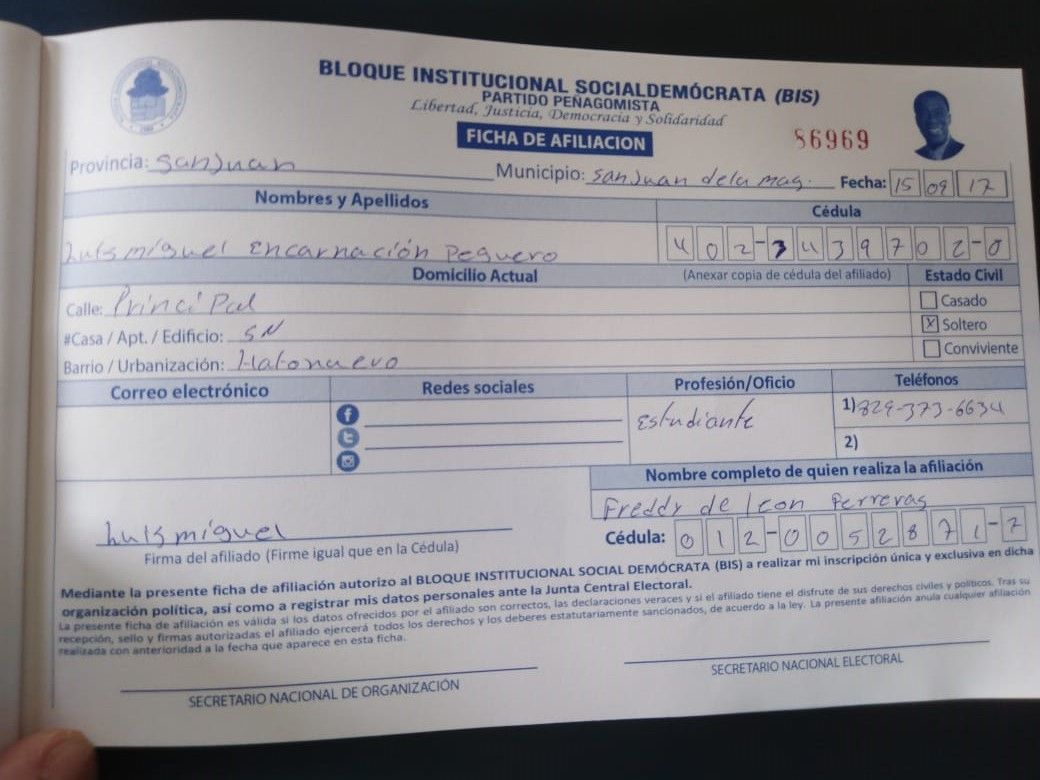 BLOQUE INSTITUCIONAL SOCIALDEMÓCRATA (BIS)
PARTIDO PEÑAGOMISTA
Libertad, Justicia, Democracia y Solidaridad
FICHA DE AFILIACION
86969
Provincia: SanJuan
Municipio: SanJuan dela mag.
Fecha: 15 09 17
Nombres y Apellidos
Cédula
Luis miguel Encarnación Peguero
402-3439702-0
Domicilio Actual
(Anexar copia de cédula del afiliado)
Estado Civil
Calle: Principal
Casado
#Casa / Apt. / Edificio: SN
X Soltero
Barrio / Urbanización: Hatonuevo
Conviviente
Correo electrónico
Redes sociales
Profesión/Oficio
Teléfonos
Estudiante
1) 829-373-6634
2)
Nombre completo de quien realiza la afiliación
Freddy de leon Perreras
Luis miguel
Cédula: 012-0052871-7
Firma del afiliado (Firme igual que en la Cédula)
Mediante la presente ficha de afiliación autorizo al BLOQUE INSTITUCIONAL SOCIAL DEMÓCRATA (BIS) a realizar mi inscripción única y exclusiva en dicha
organización política, así como a registrar mis datos personales ante la Junta Central Electoral.
La presente ficha de afiliación es válida si los datos ofrecidos por el afiliado son correctos, las declaraciones veraces y si el afiliado tiene el disfrute de sus derechos civiles y políticos. Tras su
recepción, sello y firmas autorizadas el afiliado ejercerá todos los derechos y los deberes estatutariamente sancionados, de acuerdo a la ley. La presente afiliación anula cualquier afiliación
realizada con anterioridad a la fecha que aparece en esta ficha.
SECRETARIO NACIONAL DE ORGANIZACIÓN
SECRETARIO NACIONAL ELECTORAL